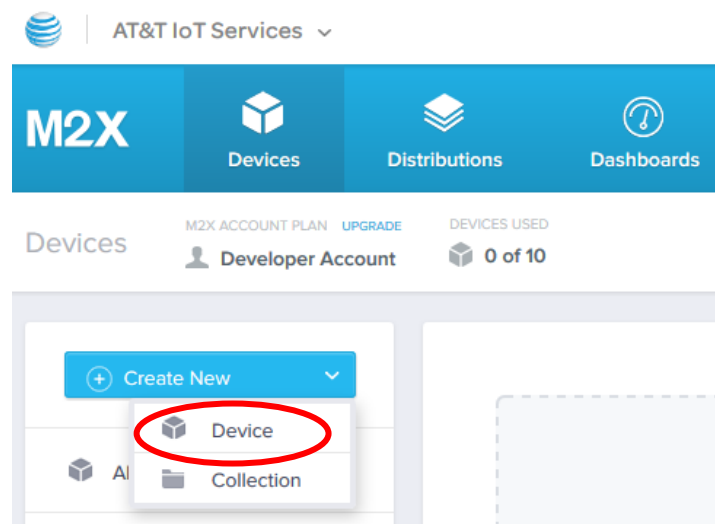 AT&T IoT Services
M2X
Devices
Distributions
Dashboards
Devices
M2X ACCOUNT PLAN UPGRADE
Developer Account
DEVICES USED
0 of 10
Create New
Device
Collection